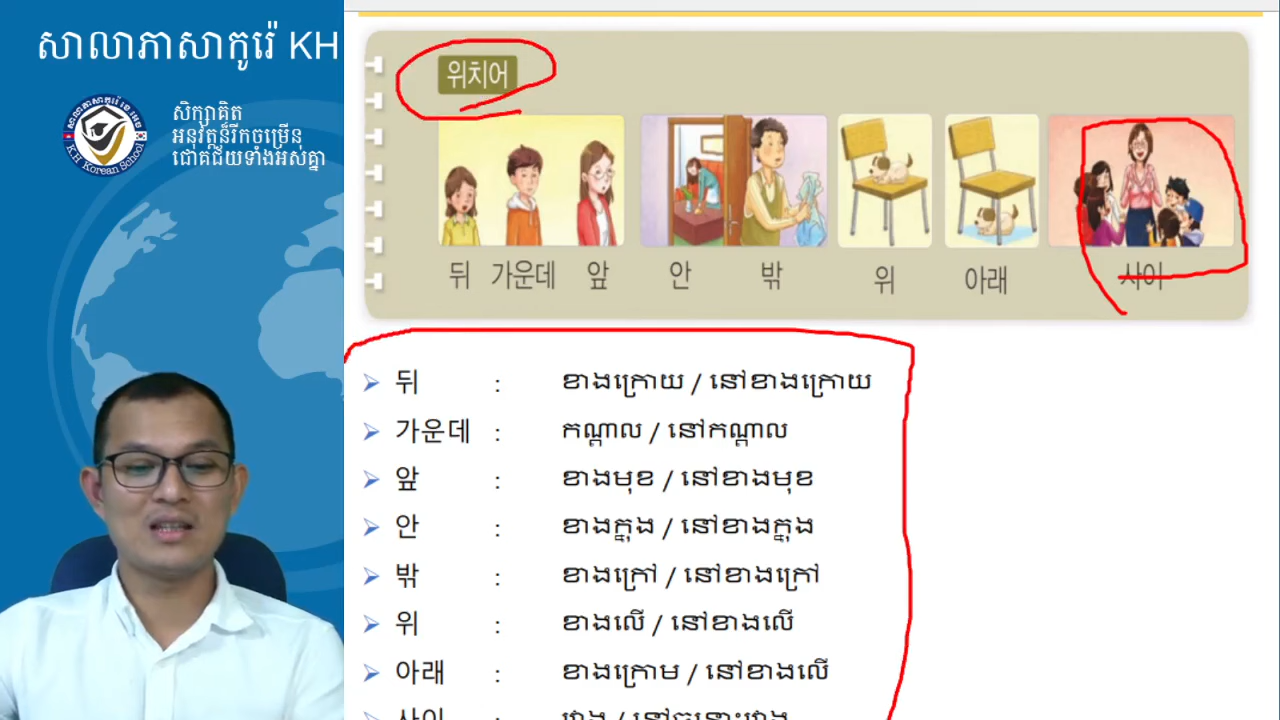 សាលាភាសាកូរ៉េ KH
សិក្សាគិត
អនុវត្តន៍រីកចម្រើន
ជោគជ័យទាំងអស់គ្នា
KH Korean School
위치어
뒤 가운데 앞 안 밖 위 아래 사이
뒤 : ខាងក្រោយ / នៅខាងក្រោយ
가운데 : កណ្តាល / នៅកណ្តាល
앞 : ខាងមុខ / នៅខាងមុខ
안 : ខាងក្នុង / នៅខាងក្នុង
밖 : ខាងក្រៅ / នៅខាងក្រៅ
위 : ខាងលើ / នៅខាងលើ
아래 : ខាងក្រោម / នៅខាងលើ
사이 :